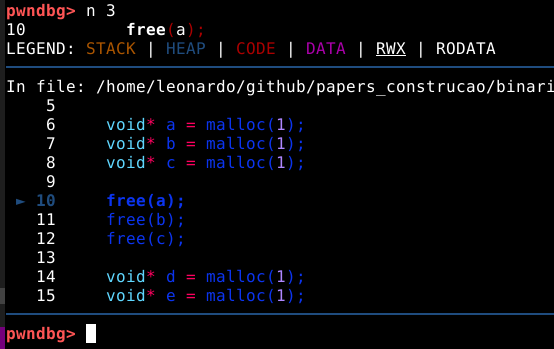 pwndbg> n 3
10          free(a);
LEGEND: STACK | HEAP | CODE | DATA | RWX | RODATA
In file: /home/leonardo/github/papers_construcao/binari
5
6     void* a = malloc(1);
7     void* b = malloc(1);
8     void* c = malloc(1);
9
► 10     free(a);
11     free(b);
12     free(c);
13
14     void* d = malloc(1);
15     void* e = malloc(1);
pwndbg>